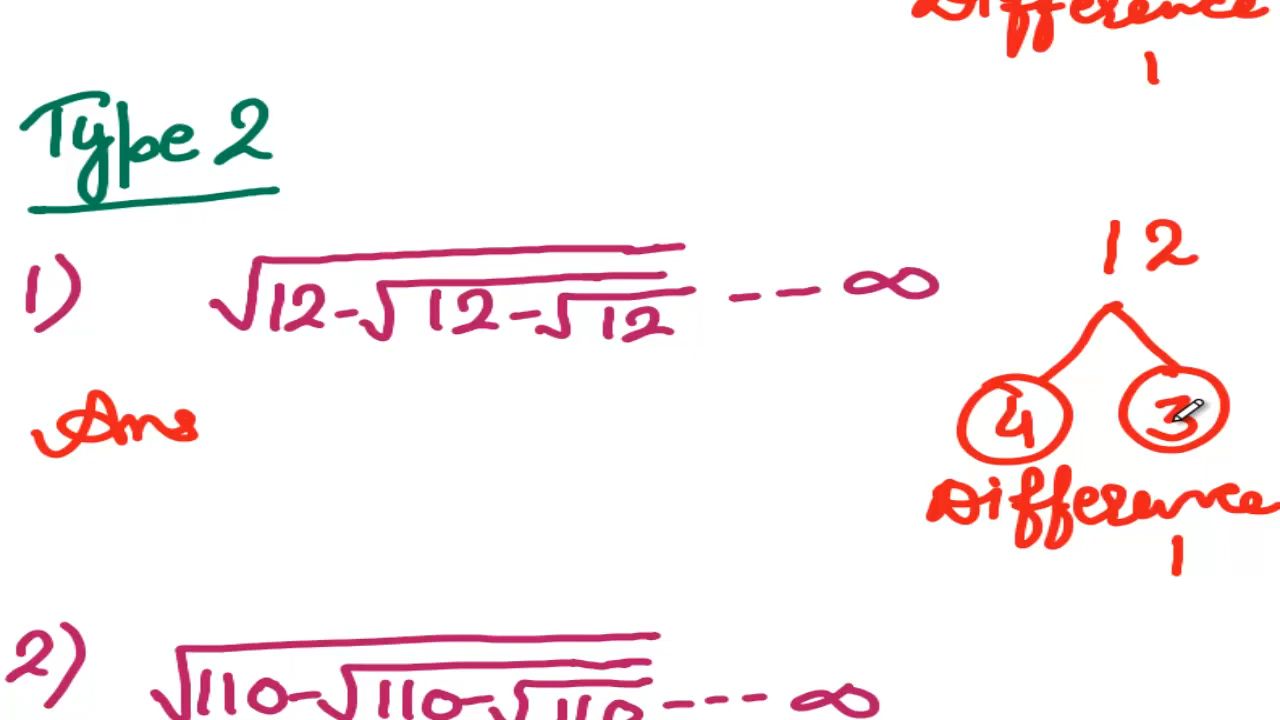 Difference
1
Type 2
1) √12-√12-√12 --- ∞
12
4 3
Ans
Difference
1
2) √110-√110-√110 ---- ∞